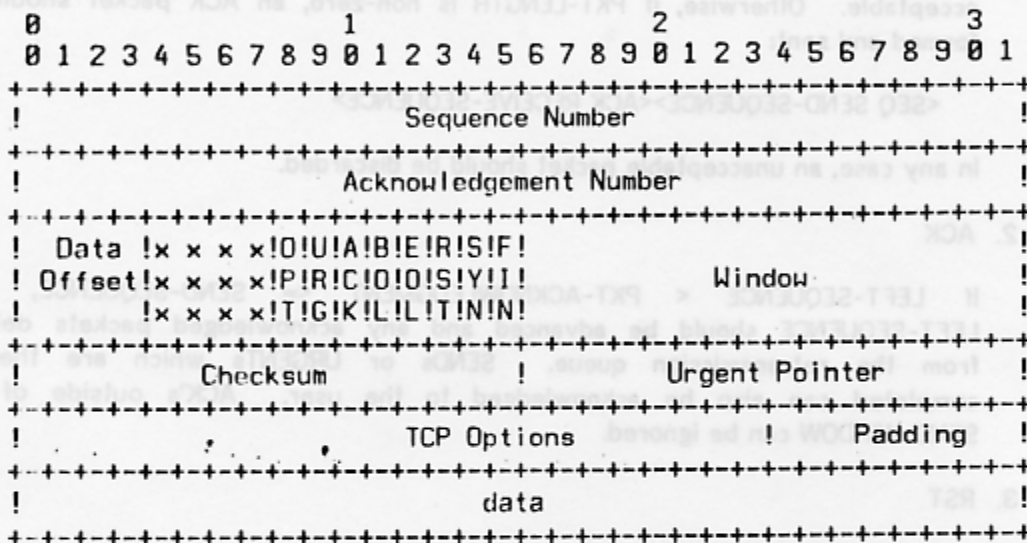 0 1 2 3
0 1 2 3 4 5 6 7 8 9 0 1 2 3 4 5 6 7 8 9 0 1 2 3 4 5 6 7 8 9 0 1
+-+-+-+-+-+-+-+-+-+-+-+-+-+-+-+-+-+-+-+-+-+-+-+-+-+-+-+-+-+-+-+-+
! Sequence Number !
+-+-+-+-+-+-+-+-+-+-+-+-+-+-+-+-+-+-+-+-+-+-+-+-+-+-+-+-+-+-+-+-+
! Acknowledgement Number !
+-+-+-+-+-+-+-+-+-+-+-+-+-+-+-+-+-+-+-+-+-+-+-+-+-+-+-+-+-+-+-+-+
! Data !x x x x!O!U!A!B!E!R!S!F! !
! Offset!x x x x!P!R!C!O!O!S!Y!I! Window !
! !x x x x!T!G!K!L!L!T!N!N! !
+-+-+-+-+-+-+-+-+-+-+-+-+-+-+-+-+-+-+-+-+-+-+-+-+-+-+-+-+-+-+-+-+
! Checksum ! Urgent Pointer !
+-+-+-+-+-+-+-+-+-+-+-+-+-+-+-+-+-+-+-+-+-+-+-+-+-+-+-+-+-+-+-+-+
! TCP Options ! Padding !
+-+-+-+-+-+-+-+-+-+-+-+-+-+-+-+-+-+-+-+-+-+-+-+-+-+-+-+-+-+-+-+-+
! data !
+-+-+-+-+-+-+-+-+-+-+-+-+-+-+-+-+-+-+-+-+-+-+-+-+-+-+-+-+-+-+-+-+